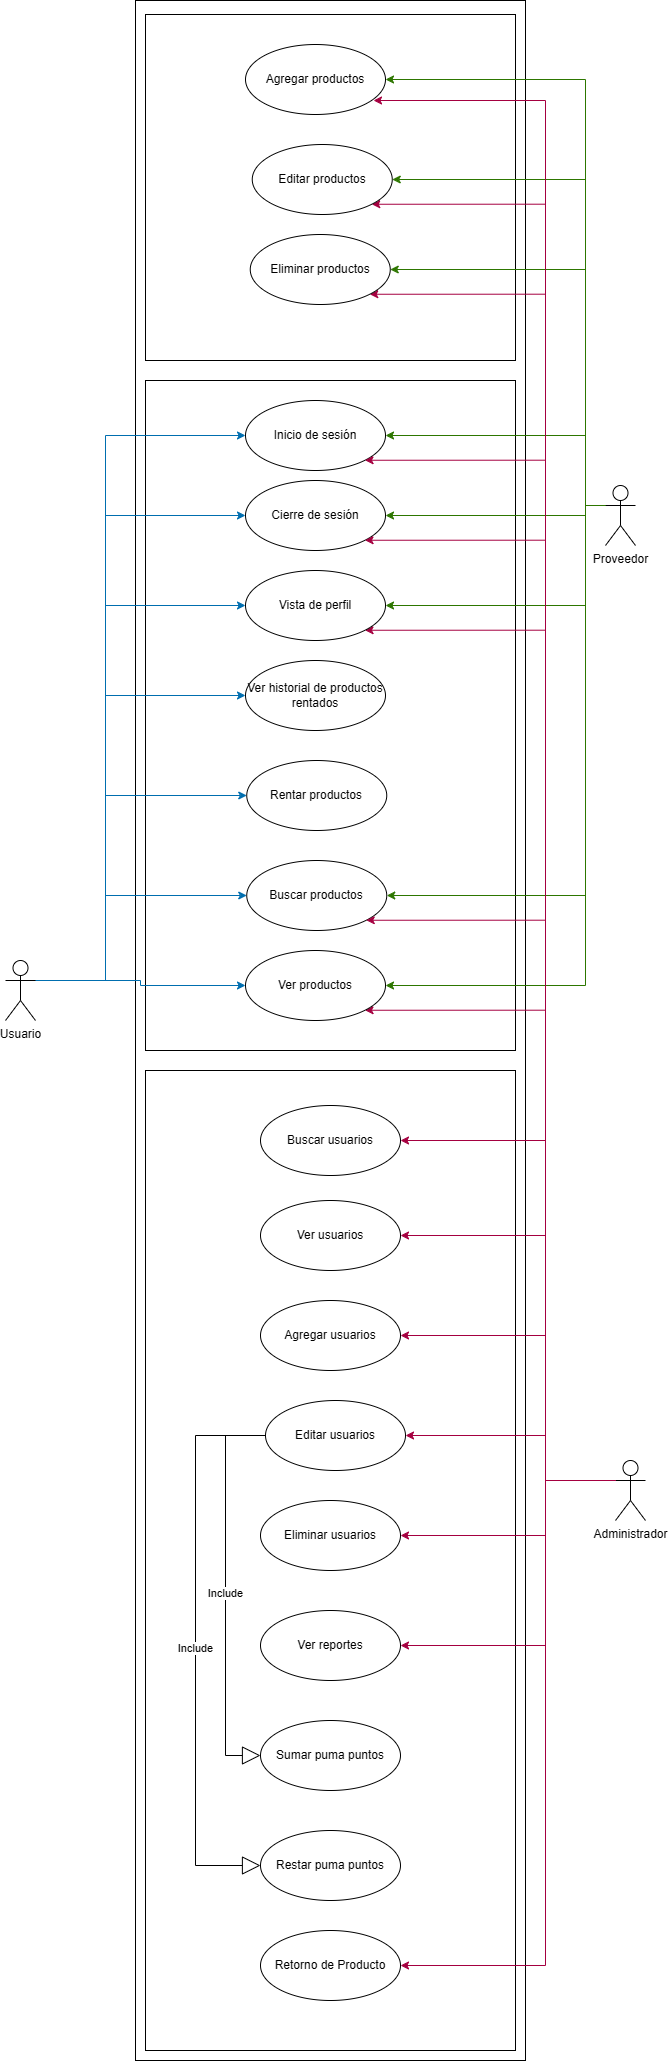 Agregar productos
Editar productos
Eliminar productos
Inicio de sesión
Cierre de sesión
Proveedor
Vista de perfil
Ver historial de productos
rentados
Rentar productos
Buscar productos
Ver productos
Usuario
Buscar usuarios
Ver usuarios
Agregar usuarios
Editar usuarios
Eliminar usuarios
Administrador
Include
Include
Ver reportes
Sumar puma puntos
Restar puma puntos
Retorno de Producto